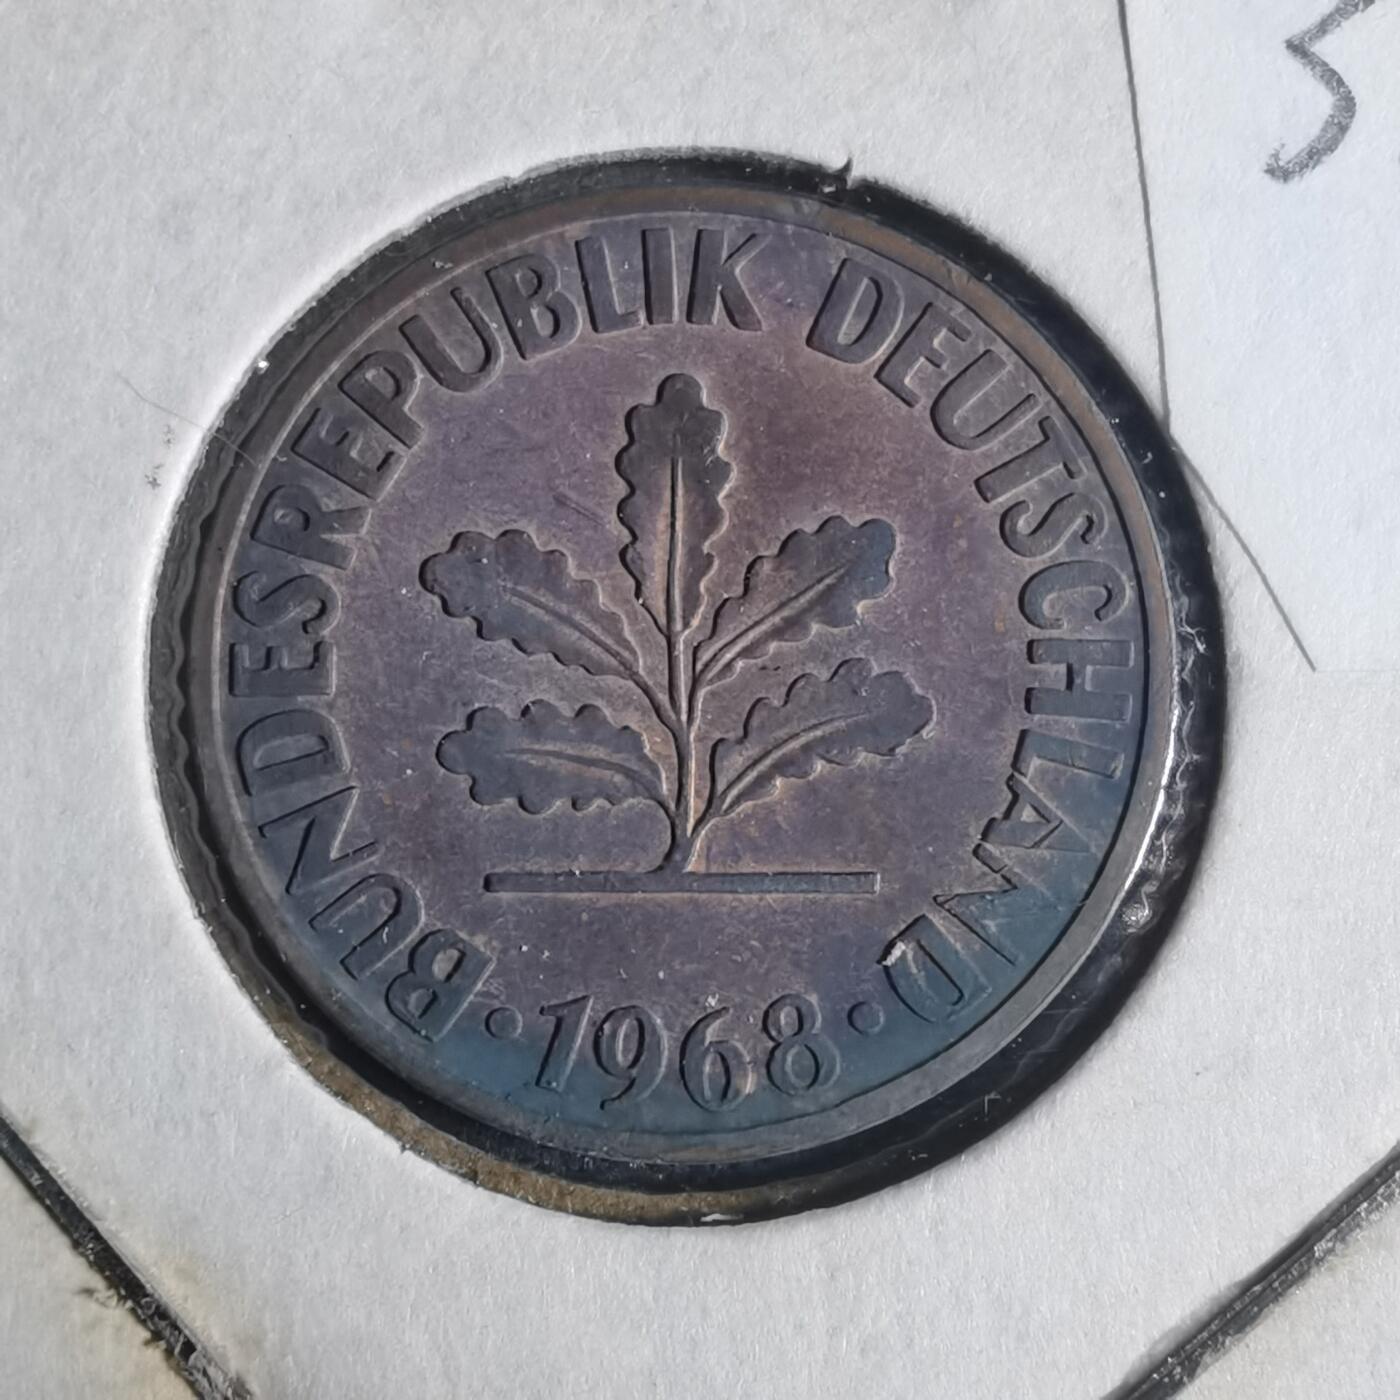 BUNDESREPUBLIK DEUTSCHLAND
· 1968 ·